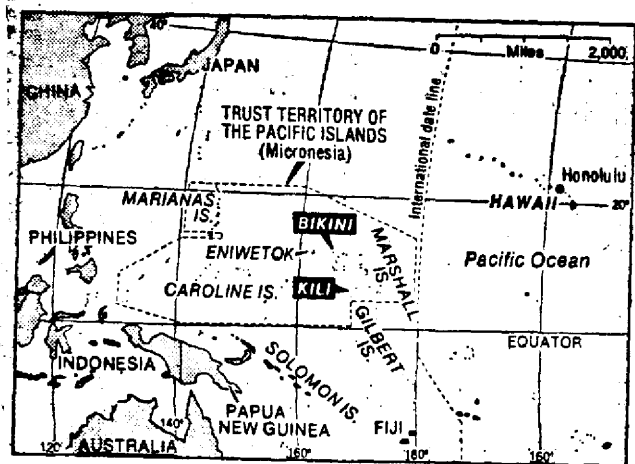 40°
0 Miles 2,000
JAPAN
CHINA
International date line
TRUST TERRITORY OF
THE PACIFIC ISLANDS
(Micronesia)
Honolulu
HAWAII
20°
MARIANAS
IS.
BIKINI
PHILIPPINES
ENIWETOK
MARSHALL
IS.
Pacific Ocean
CAROLINE IS.
KILI
GILBERT
IS.
EQUATOR
INDONESIA
SOLOMON IS.
PAPUA
NEW GUINEA
FIJI
120°
140°
160°
180°
160°
AUSTRALIA